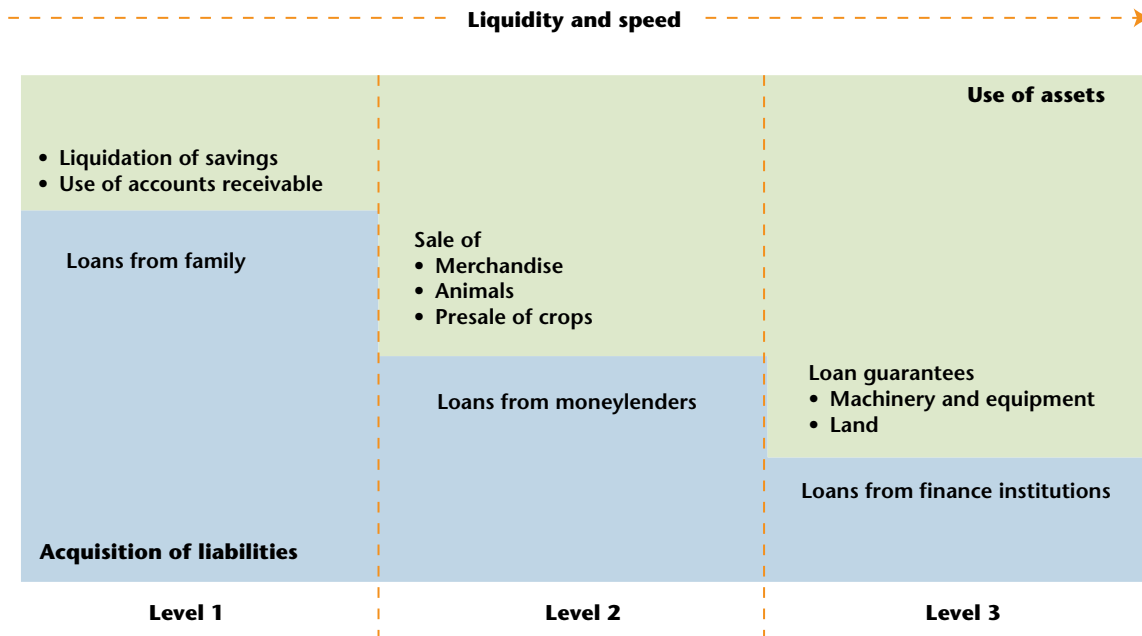 Liquidity and speed
Use of assets
• Liquidation of savings
• Use of accounts receivable
Loans from family
Sale of
• Merchandise
• Animals
• Presale of crops
Loans from moneylenders
Loan guarantees
• Machinery and equipment
• Land
Loans from finance institutions
Acquisition of liabilities
Level 1
Level 2
Level 3